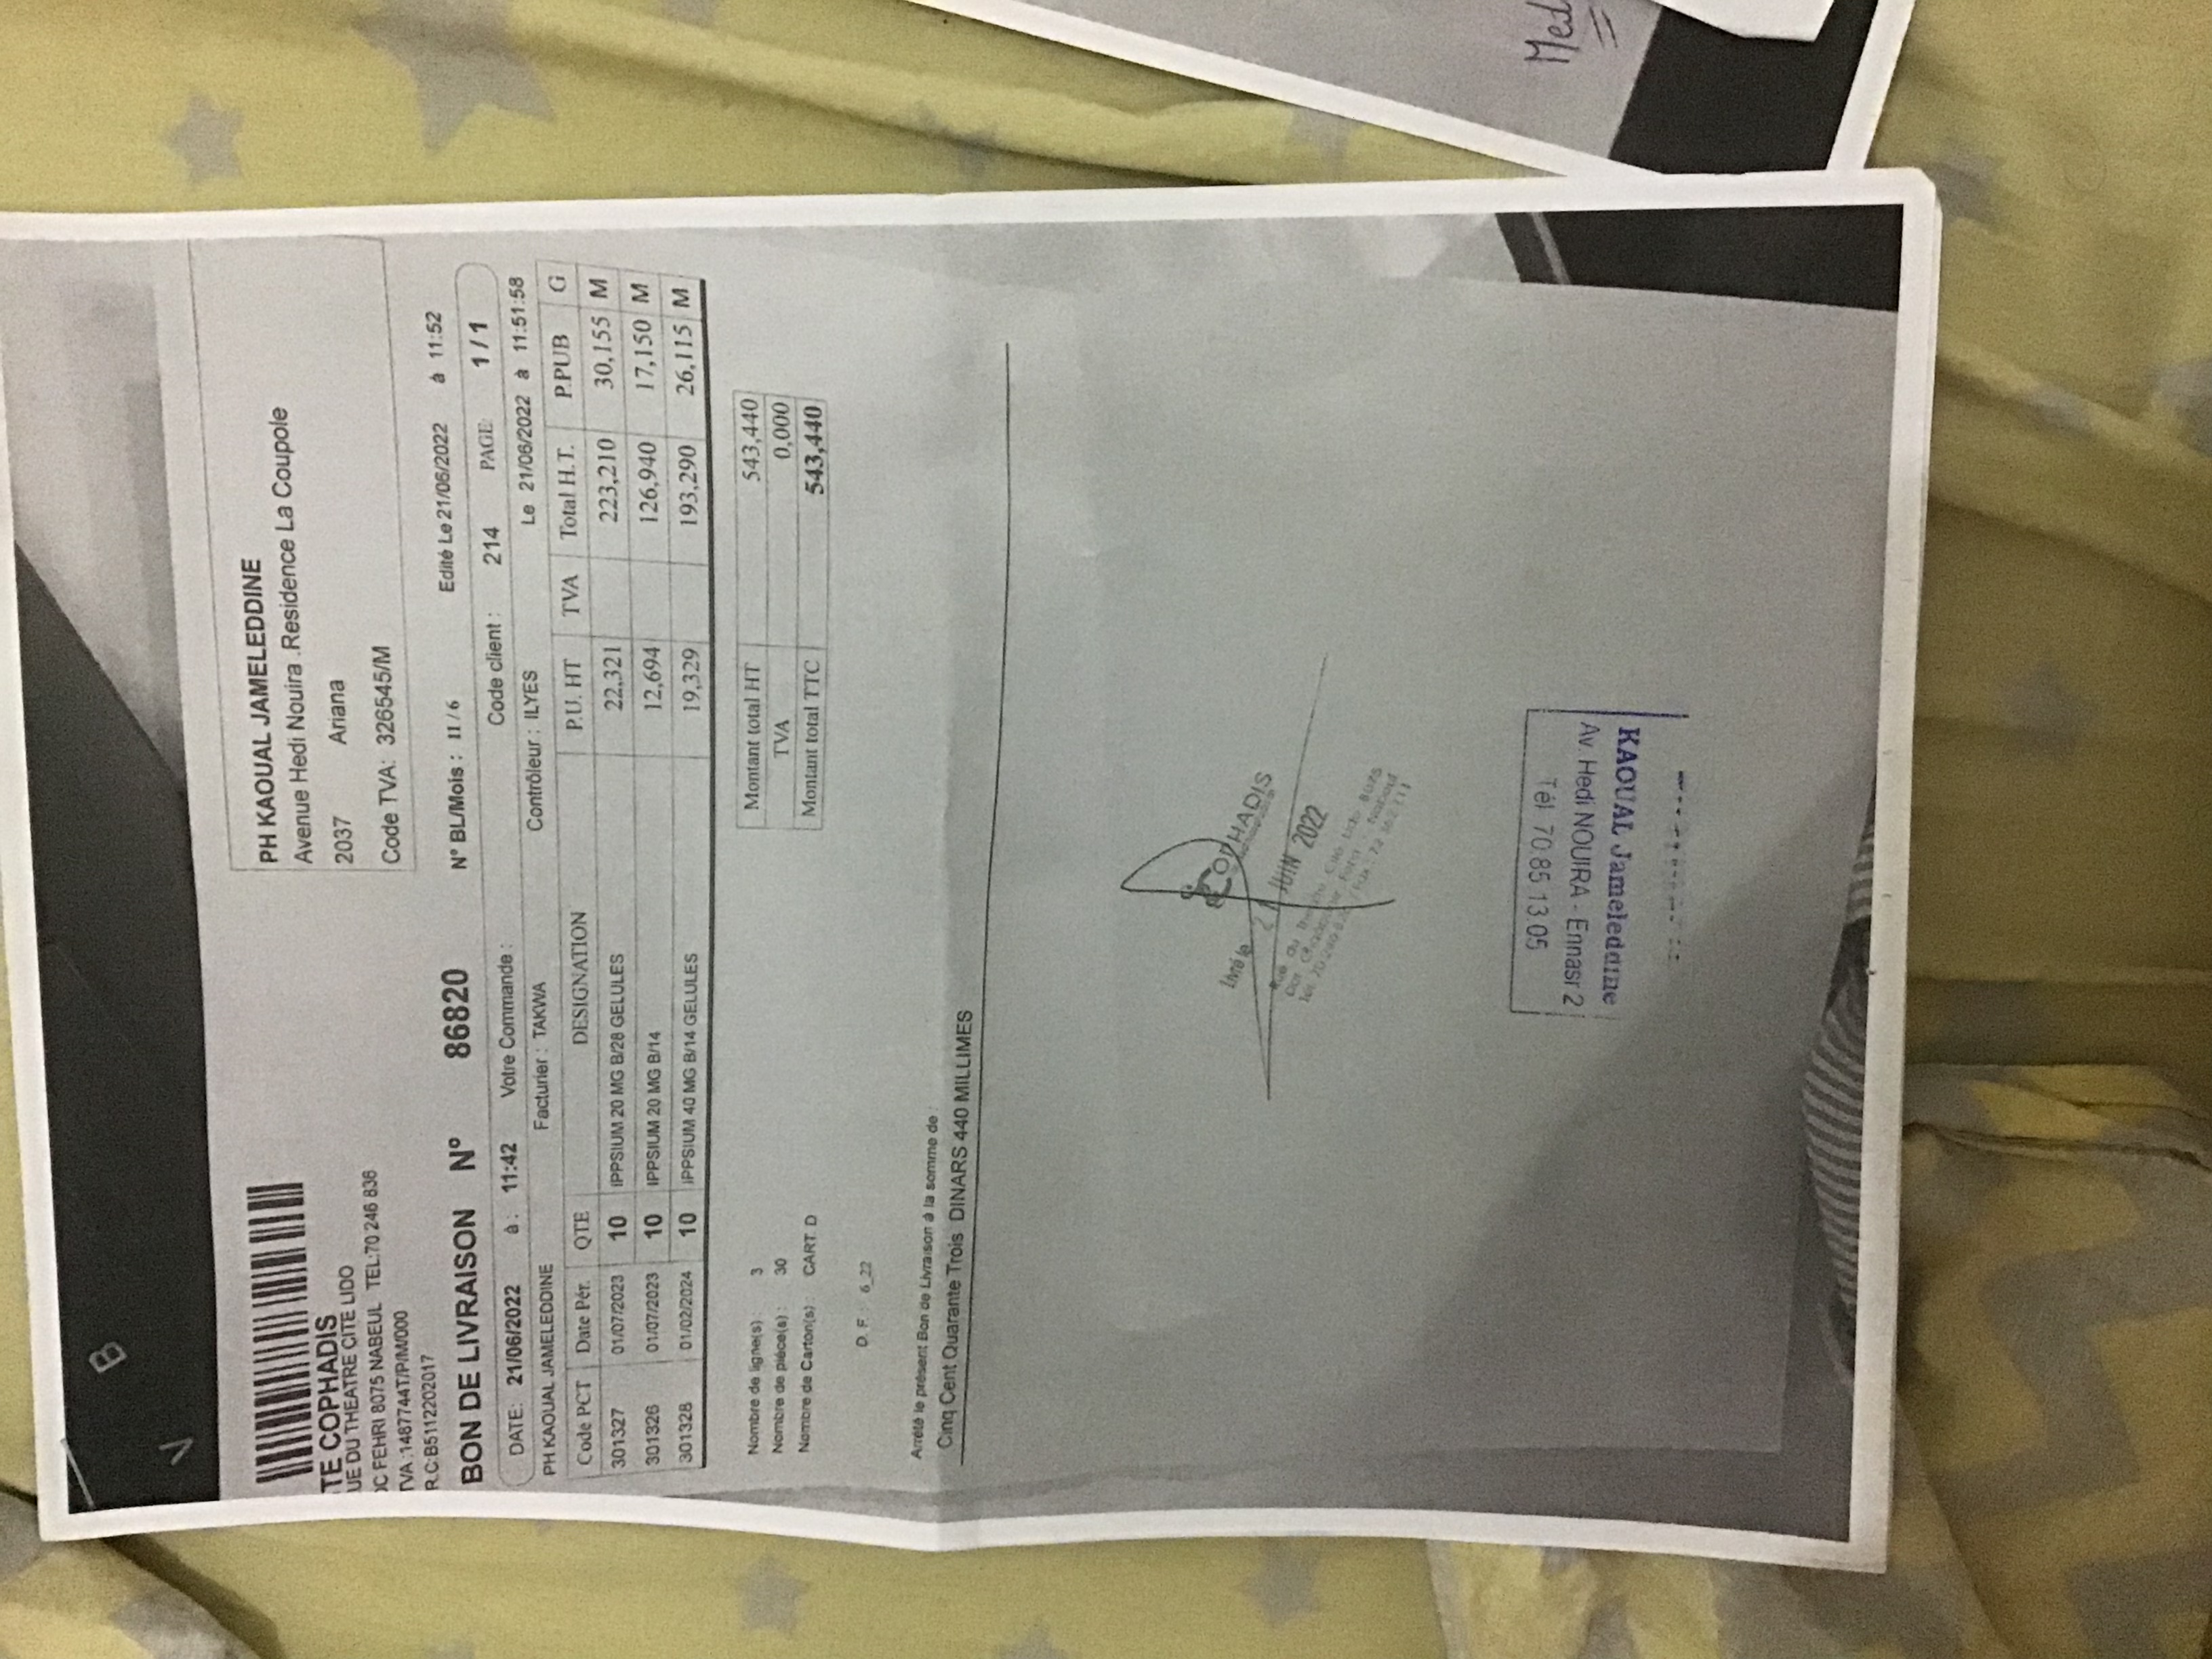 B
V
Med
PH KAOUAL JAMELEDDINE
Avenue Hedi Nouira .Residence La Coupole
2037 Ariana
Code TVA: 326545/M
TE COPHADIS
UE DU THEATRE CITE LIDO
OC FEHRI 8075 NABEUL TEL:70 246 836
TVA :1487744T/P/M/000
R.C:B5112202017
BON DE LIVRAISON N° 86820 N° BL/Mois : 11 / 6 Edité Le 21/06/2022 à 11:52
DATE: 21/06/2022 à : 11:42 Votre Commande : Code client : 214 PAGE 1 / 1
PH KAOUAL JAMELEDDINE Facturier : TAKWA Contrôleur : ILYES Le 21/06/2022 à 11:51:58
Code PCT Date Pér. QTE DESIGNATION P.U. HT TVA Total H.T. P.PUB G
301327 01/07/2023 10 IPPSIUM 20 MG B/28 GELULES 22,321 223,210 30,155 M
301326 01/07/2023 10 IPPSIUM 20 MG B/14 12,694 126,940 17,150 M
301328 01/02/2024 10 IPPSIUM 40 MG B/14 GELULES 19,329 193,290 26,115 M
Nombre de ligne(s) : 3 Montant total HT 543,440
Nombre de pièce(s) : 30 TVA 0,000
Nombre de Carton(s) : CART. D Montant total TTC 543,440
D. F : 6_22
Arrêté le présent Bon de Livraison à la somme de :
Cinq Cent Quarante Trois DINARS 440 MILLIMES
COPHADIS
Livré le 21 JUIN 2022
Rue du theatre Cité Lido 8075
KAOUAL Jameleddine
Av. Hedi NOUIRA - Ennasr 2
Tél 70.85.13.05